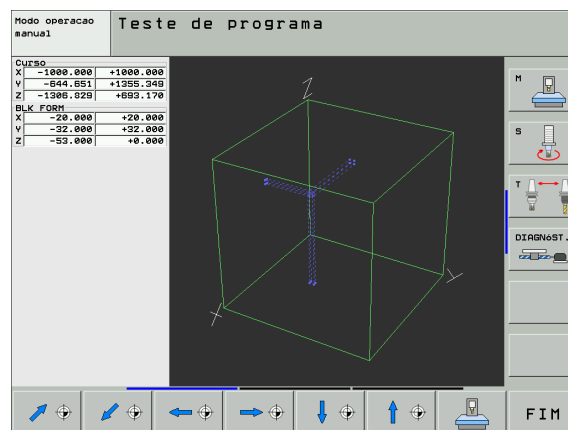 Modo operacao
manual
Teste de programa
Curso
X -1000.000 +1000.000
Y -644.651 +1355.349
Z -1306.829 +693.170
BLK FORM
X -20.000 +20.000
Y -32.000 +32.000
Z -53.000 +0.000
Z
X
Y
M
S
T
DIAGNóST.
FIM